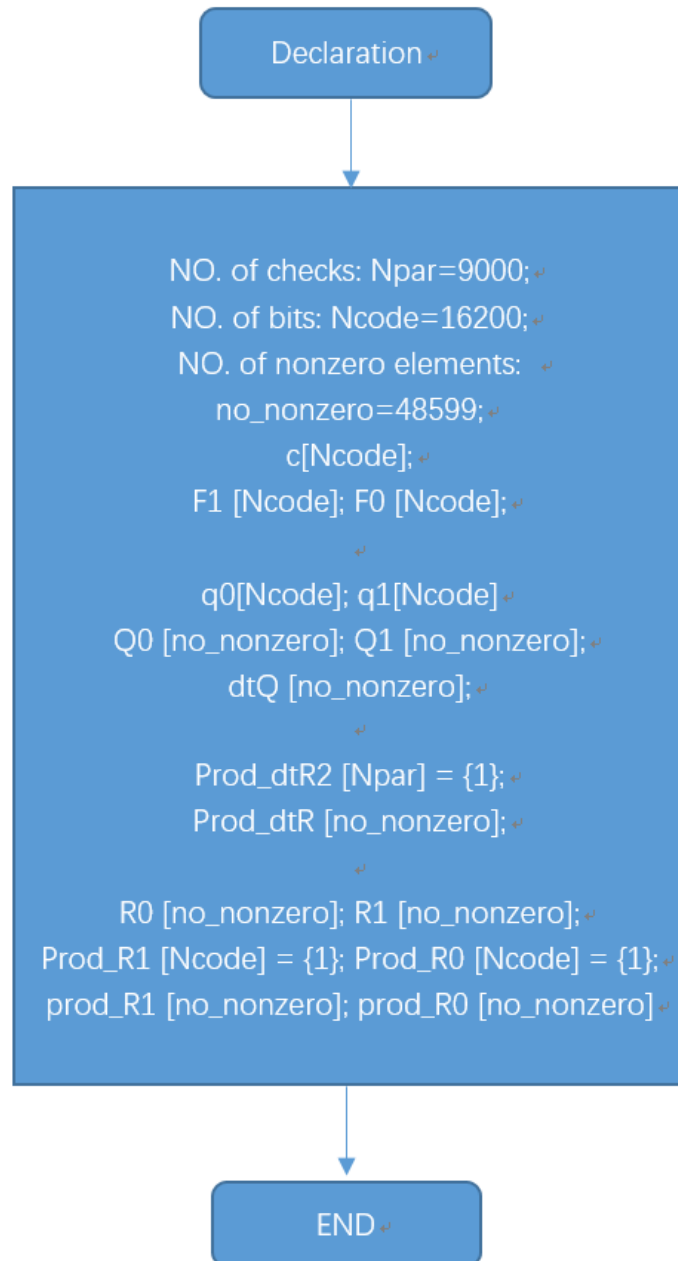 Declaration
NO. of checks: Npar=9000;
NO. of bits: Ncode=16200;
NO. of nonzero elements:
no_nonzero=48599;
c[Ncode];
F1 [Ncode]; F0 [Ncode];
q0[Ncode]; q1[Ncode]
Q0 [no_nonzero]; Q1 [no_nonzero];
dtQ [no_nonzero];
Prod_dtR2 [Npar] = {1};
Prod_dtR [no_nonzero];
R0 [no_nonzero]; R1 [no_nonzero];
Prod_R1 [Ncode] = {1}; Prod_R0 [Ncode] = {1};
prod_R1 [no_nonzero]; prod_R0 [no_nonzero]
END